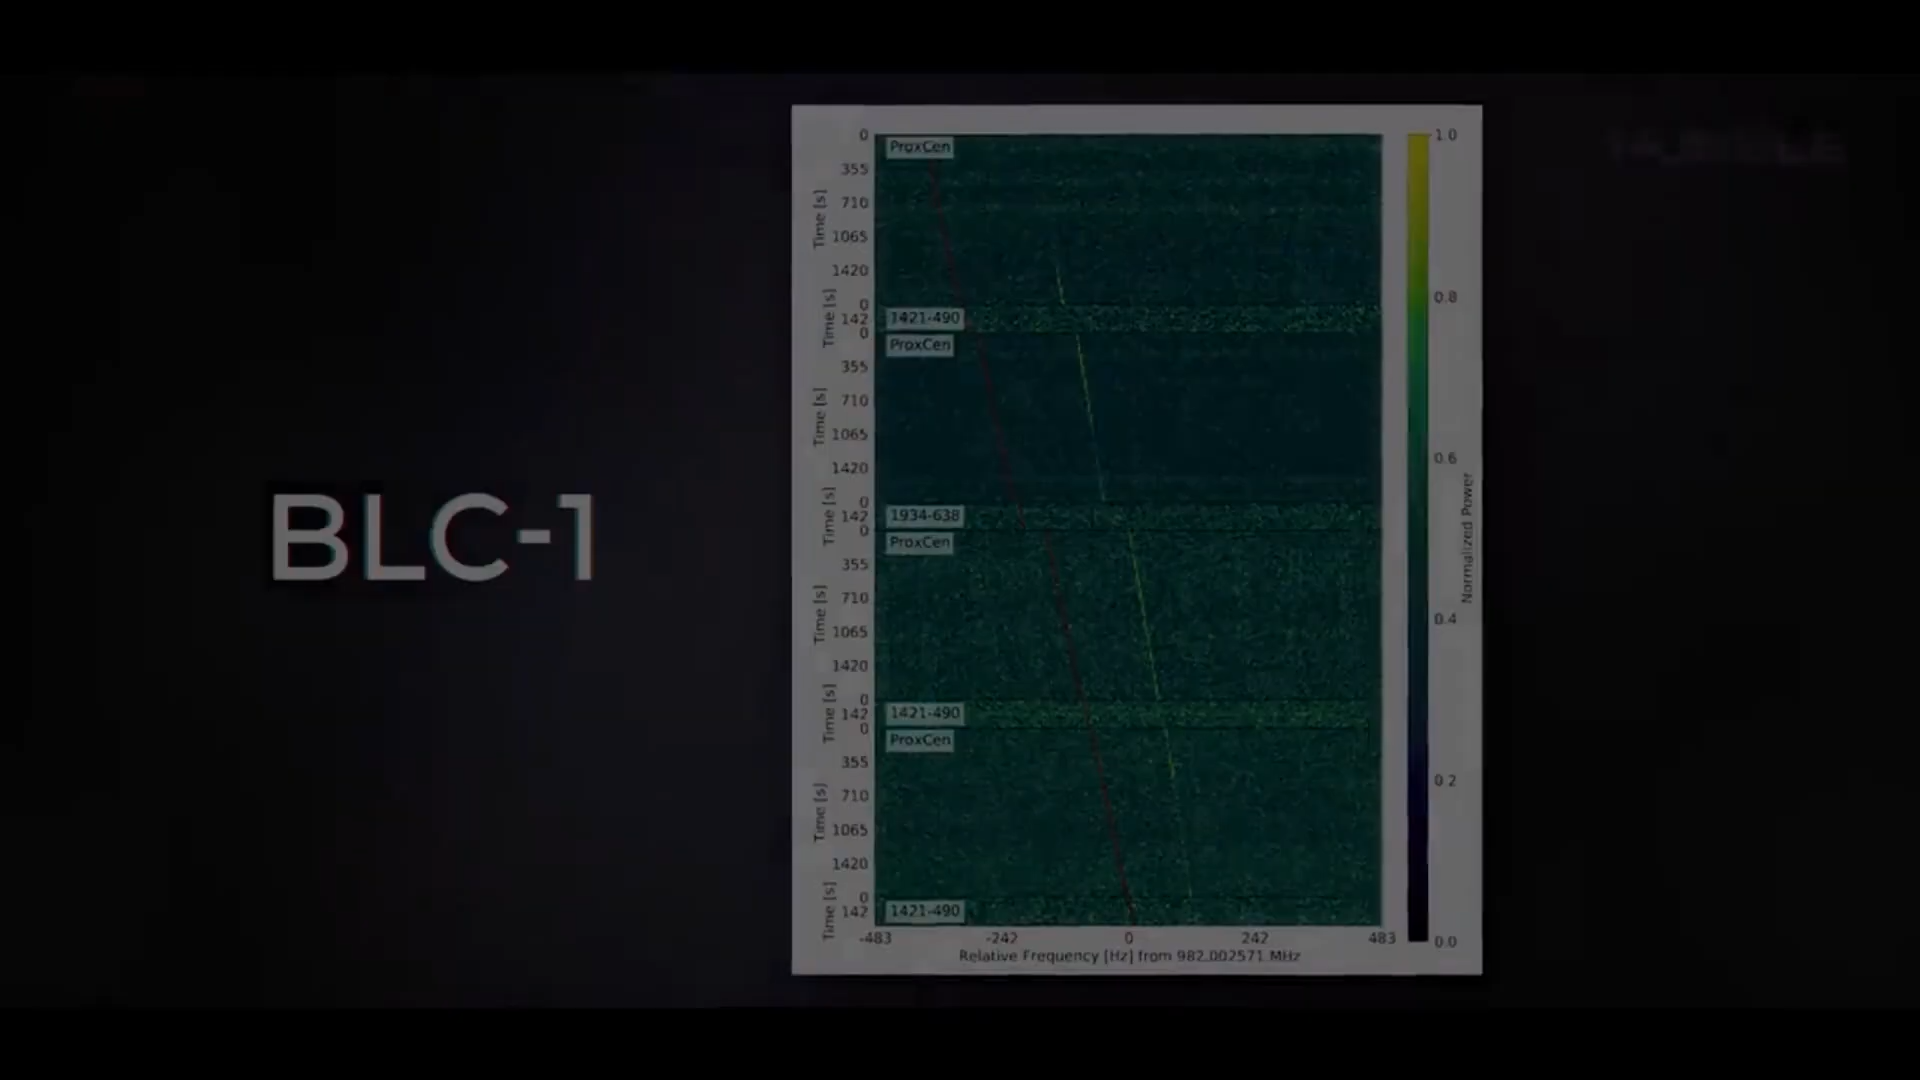 BLC-1
0
ProxCen
355
710
1065
1420
Time [s]
0
142
1421-490
Time [s]
0
ProxCen
355
710
1065
1420
Time [s]
0
142
1934-638
Time [s]
0
ProxCen
355
710
1065
1420
Time [s]
0
142
1421-490
Time [s]
0
ProxCen
355
710
1065
1420
Time [s]
0
142
1421-490
Time [s]
-483
-242
0
242
483
Relative Frequency [Hz] from 982.002571 MHz
1.0
0.8
0.6
0.4
0.2
0.0
Normalized Power